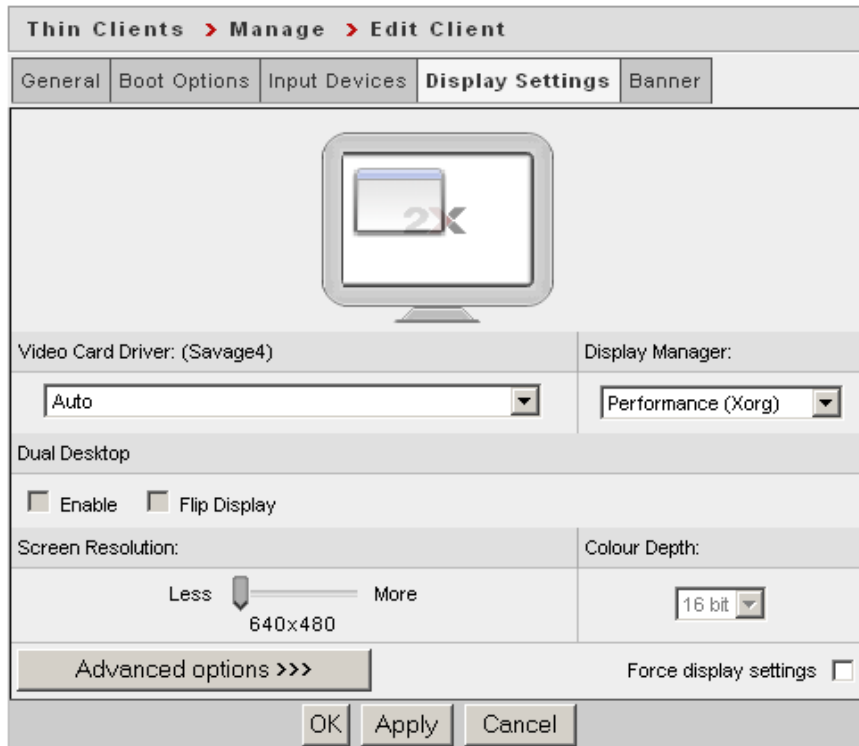 Thin Clients > Manage > Edit Client
General Boot Options Input Devices Display Settings Banner
2X
Video Card Driver: (Savage4) Display Manager:
Auto Performance (Xorg)
Dual Desktop
Enable Flip Display
Screen Resolution: Colour Depth:
Less More 16 bit
640x480
Advanced options >>> Force display settings
OK Apply Cancel